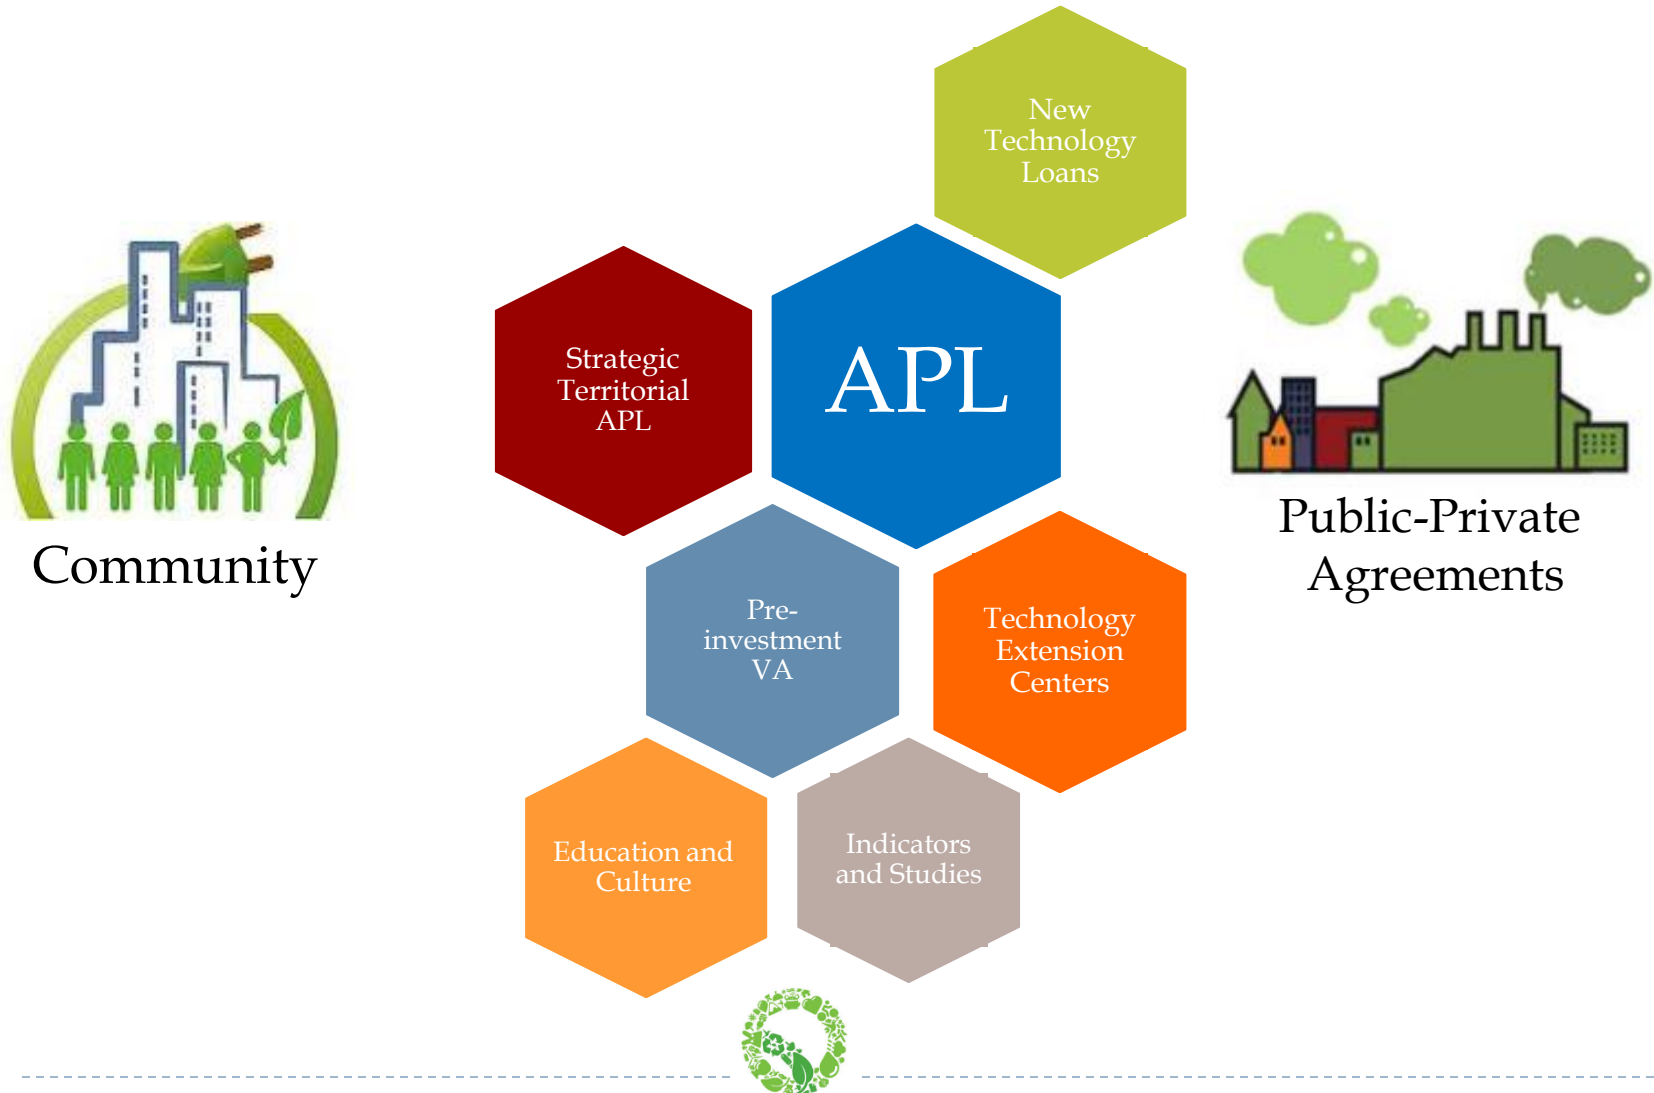 New
Technology
Loans
Strategic
Territorial
APL
APL
Community
Public-Private
Agreements
Pre-
investment
VA
Technology
Extension
Centers
Education and
Culture
Indicators
and Studies